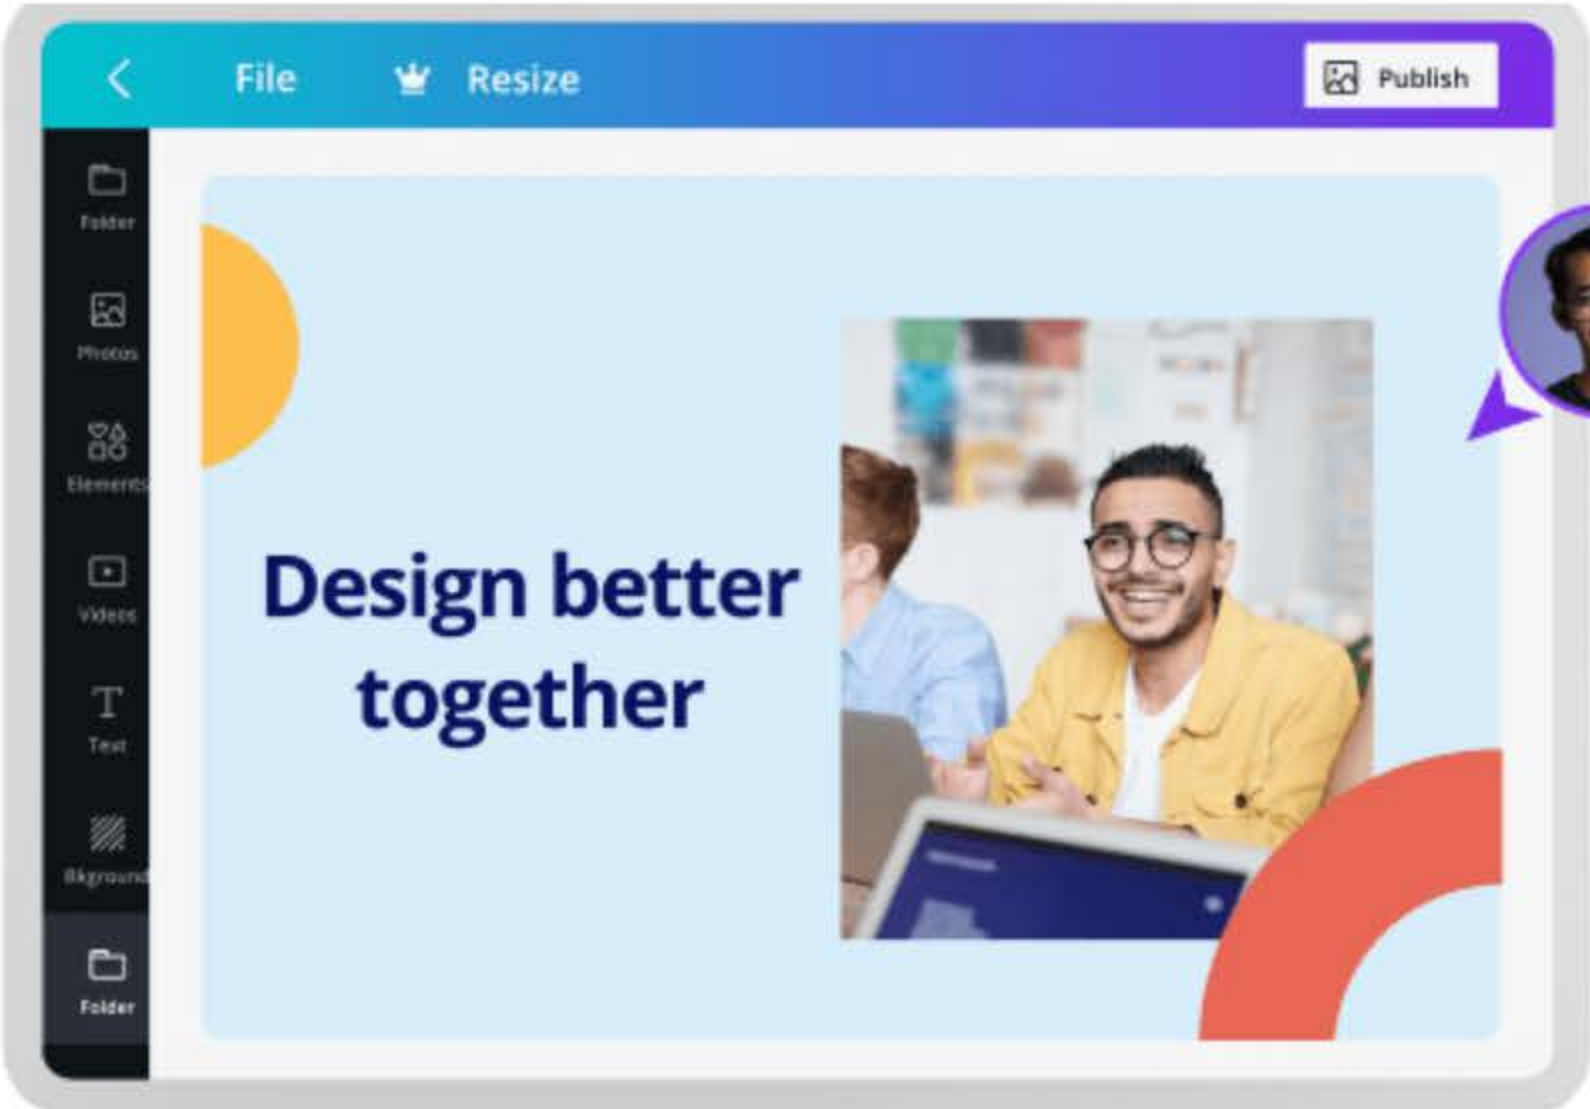 File
Resize
Publish
Folder
Photos
Elements
Videos
Text
Bkground
Folder
Design better
together